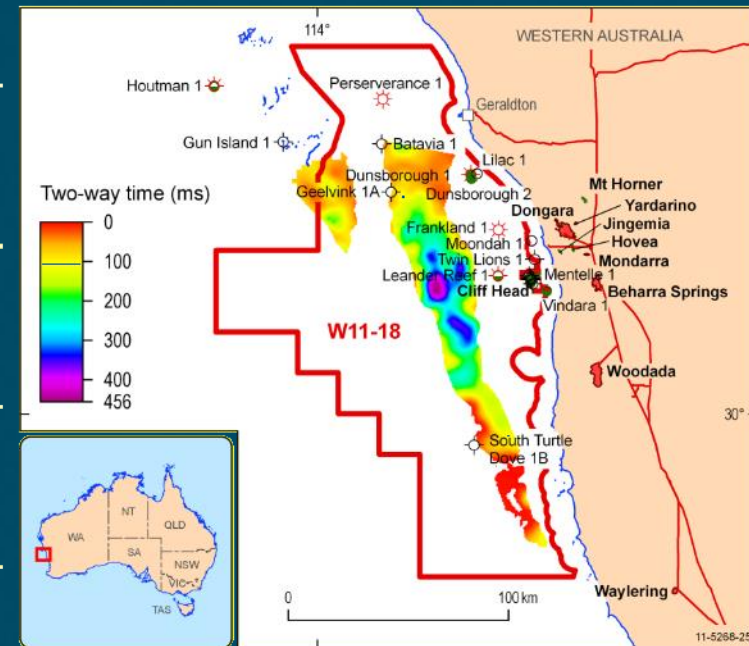 114°
WESTERN AUSTRALIA
Houtman 1
Perserverance 1
Geraldton
Gun Island 1
Batavia 1
Lilac 1
Dunsborough 1
Geelvink 1A
Dunsborough 2
Mt Horner
Dongara
Yardarino
Jingemia
Frankland 1
Moondah 1
Hovea
Twin Lions 1
Mondarra
Leander Reef 1
Mentelle 1
Cliff Head
Beharra Springs
Vindara 1
Two-way time (ms)
0
100
200
300
400
456
W11-18
Woodada
30°
South Turtle
Dove 1B
WA
NT
QLD
SA
NSW
VIC
TAS
0
100 km
Waylering
11-5268-25